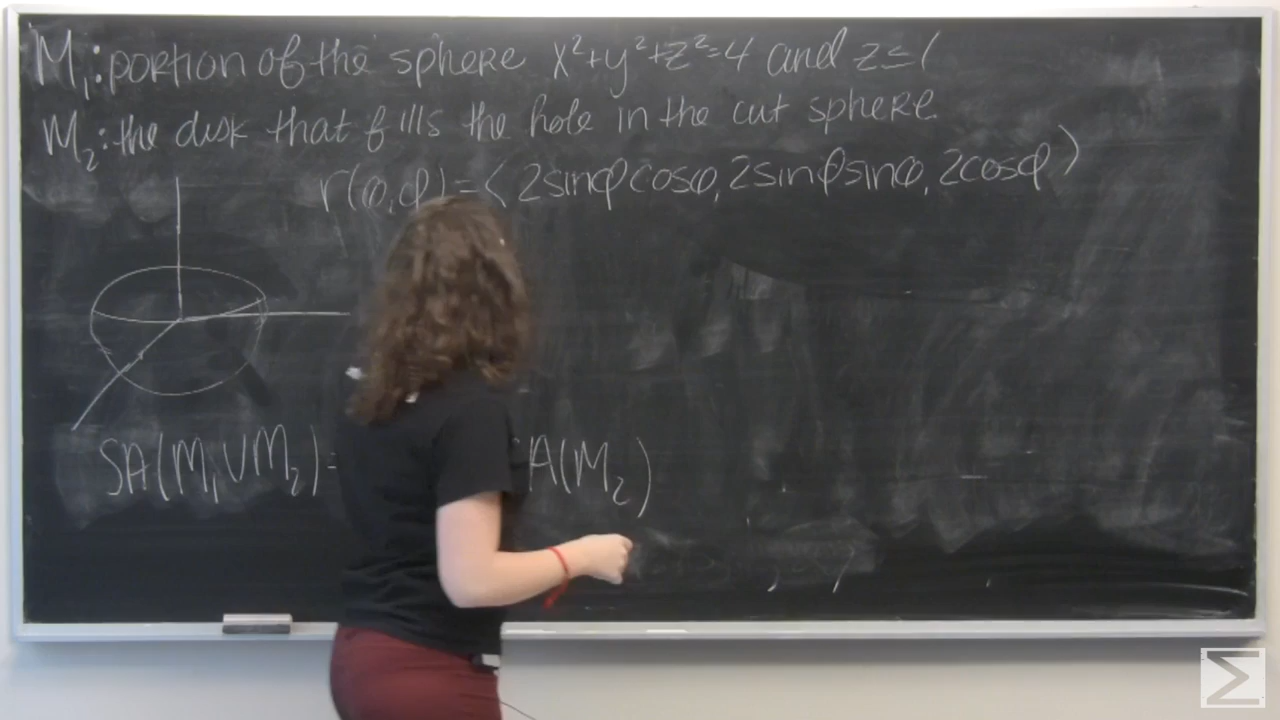 M₁: portion of the sphere x²+y²+z²=4 and z≤1
M₂: the disk that fills the hole in the cut sphere.
r(θ,φ)=⟨2sinφcosθ, 2sinφsinθ, 2cosφ⟩
SA(M₁∪M₂)= A(M₂)
Σ